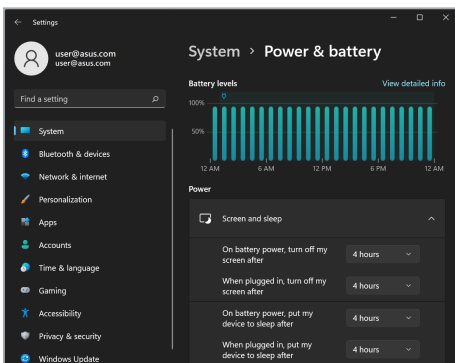 Settings
user@asus.com
user@asus.com
Find a setting
System
Bluetooth & devices
Network & internet
Personalization
Apps
Accounts
Time & language
Gaming
Accessibility
Privacy & security
Windows Update
System > Power & battery
Battery levels
View detailed info
100%
50%
12 AM 6 AM 12 PM 6 PM 12 AM
Power
Screen and sleep
On battery power, turn off my
screen after
4 hours
When plugged in, turn off my
screen after
4 hours
On battery power, put my
device to sleep after
4 hours
When plugged in, put my
device to sleep after
4 hours